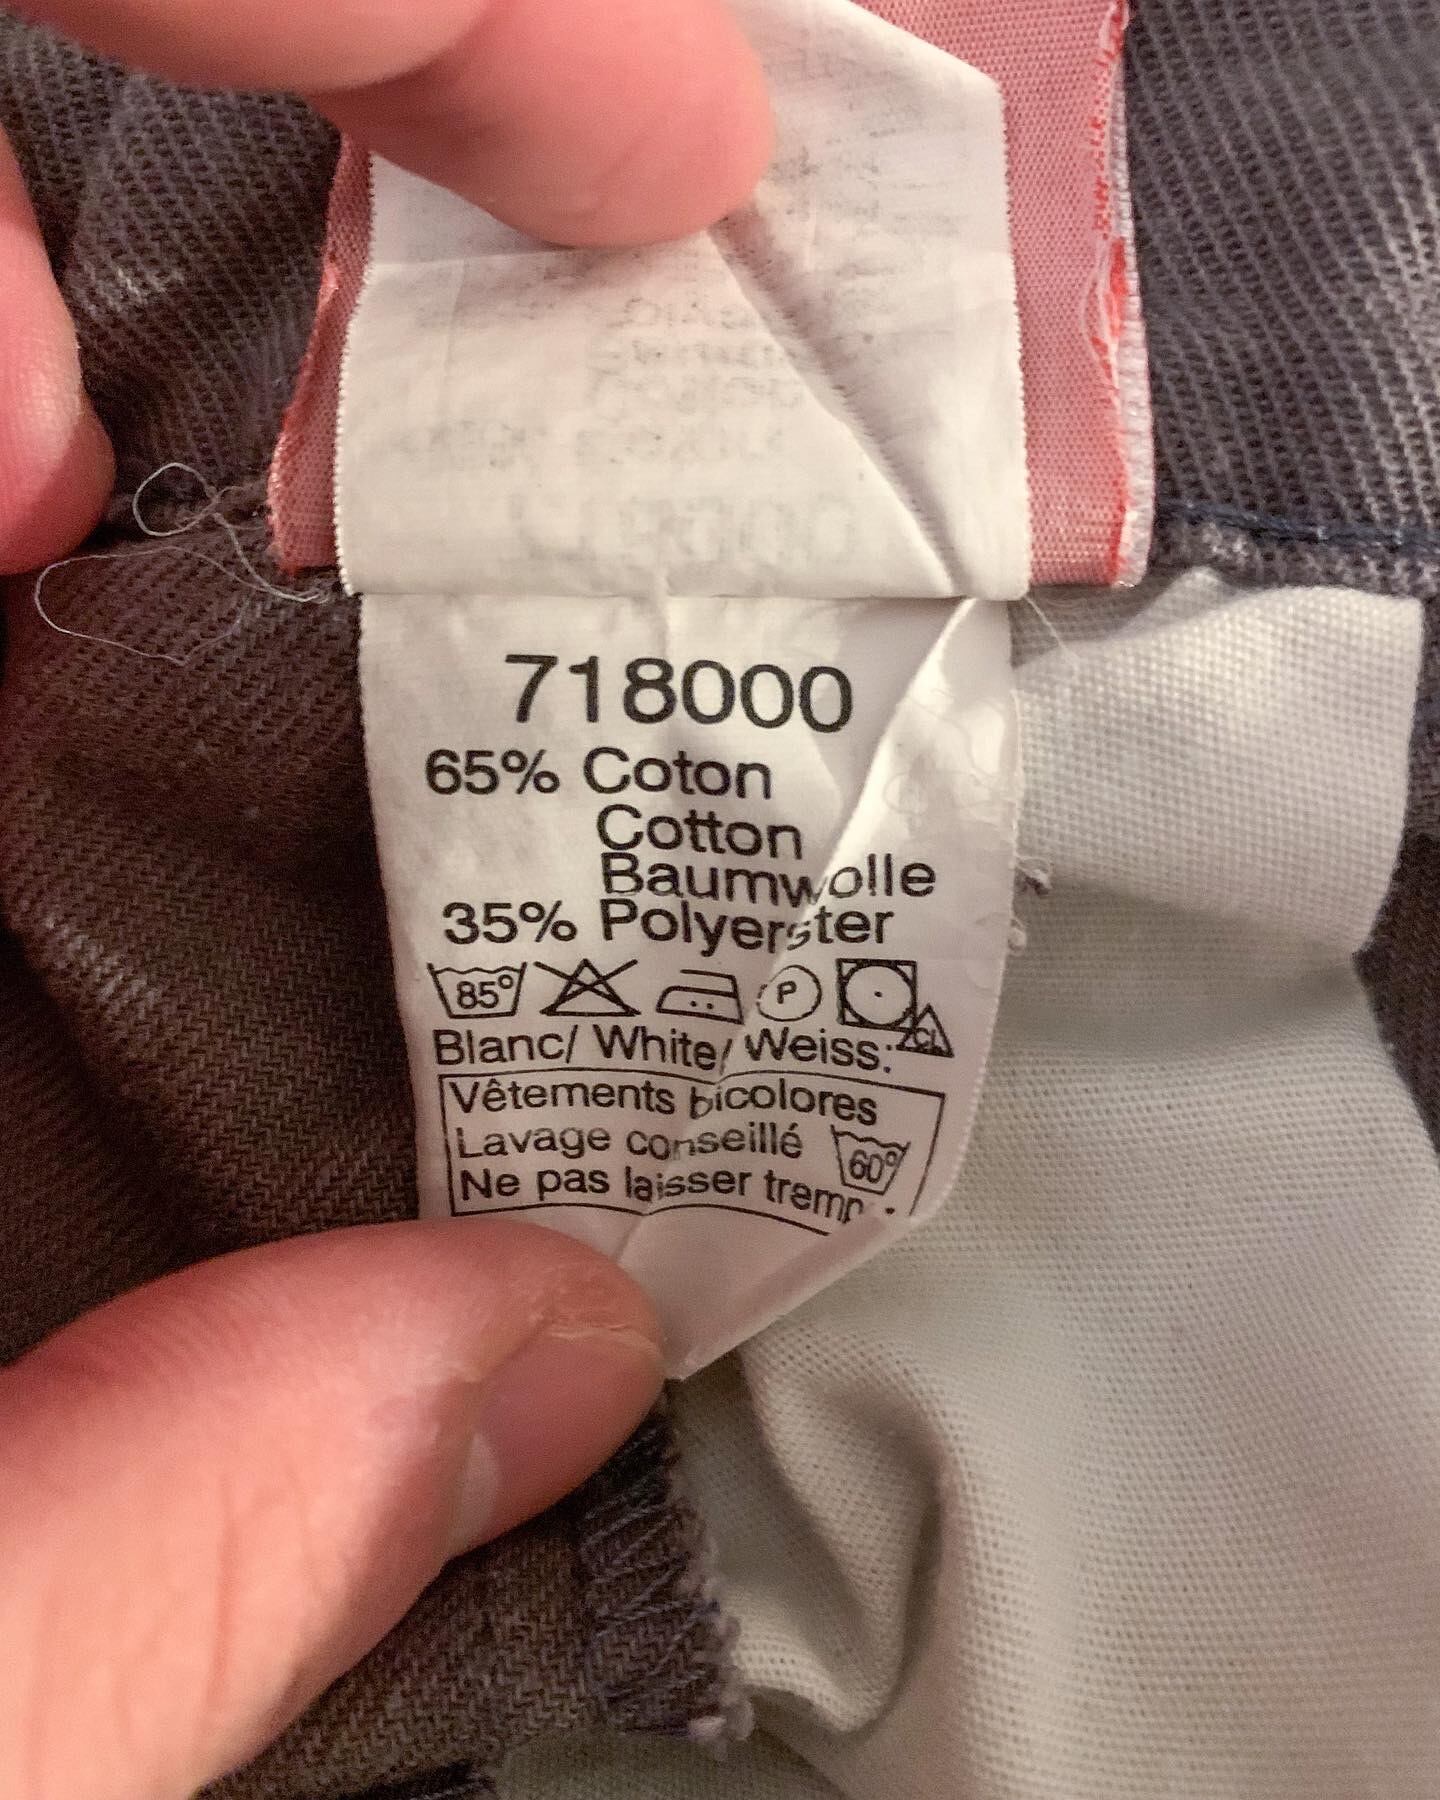 718000
65% Coton
Cotton
Baumwolle
35% Polyerster
85°
P
Blanc/ White/ Weiss: CL
Vêtements bicolores
Lavage conseillé 60°
Ne pas laisser